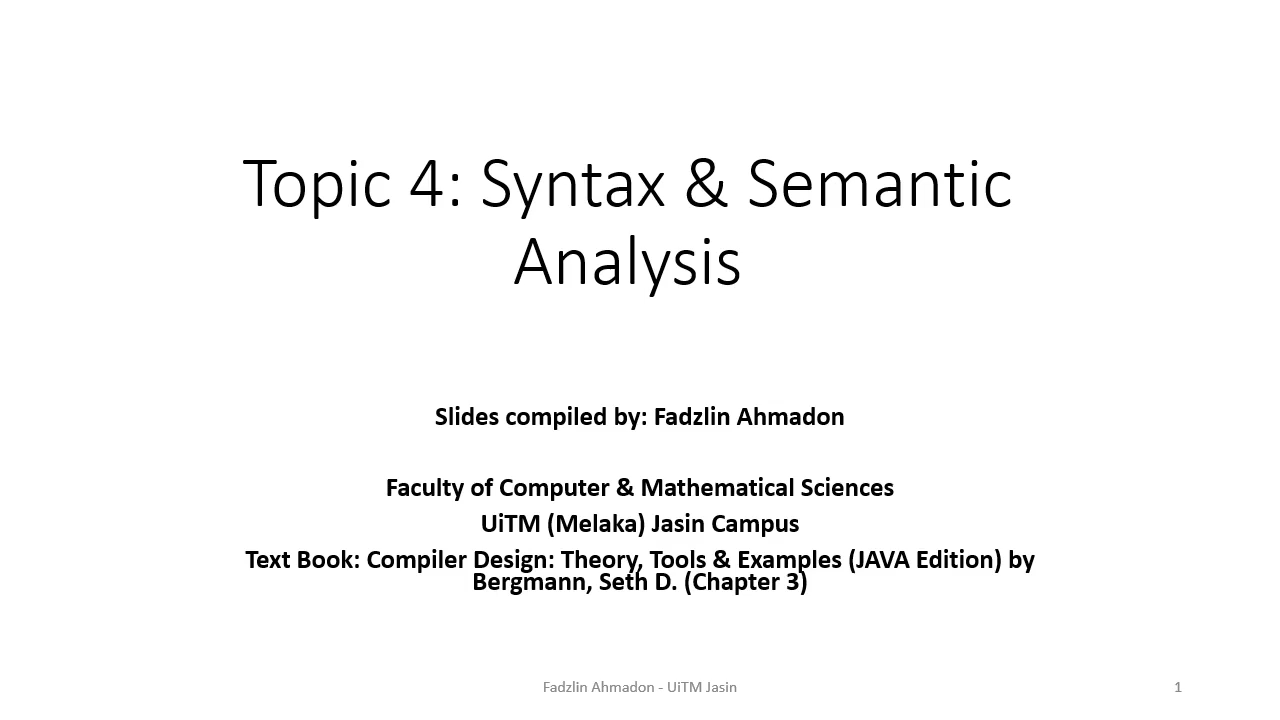 Topic 4: Syntax & Semantic
Analysis
Slides compiled by: Fadzlin Ahmadon
Faculty of Computer & Mathematical Sciences
UiTM (Melaka) Jasin Campus
Text Book: Compiler Design: Theory, Tools & Examples (JAVA Edition) by
Bergmann, Seth D. (Chapter 3)
Fadzlin Ahmadon - UiTM Jasin
1